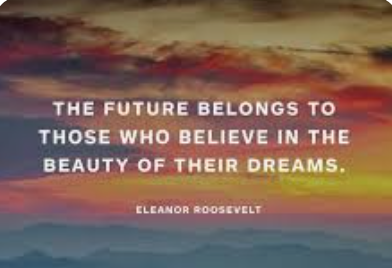 THE FUTURE BELONGS TO
THOSE WHO BELIEVE IN THE
BEAUTY OF THEIR DREAMS.
ELEANOR ROOSEVELT